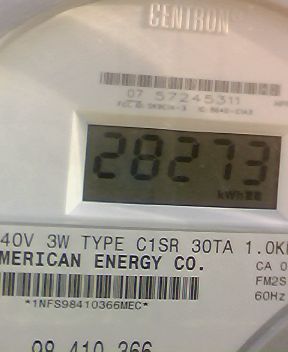 CENTRON
07 57245311
28273
kWh
40V 3W TYPE C1SR 30TA 1.0K
MERICAN ENERGY CO.
CA 0
FM2S
60Hz
*1NFS98410366MEC*
98 410 366